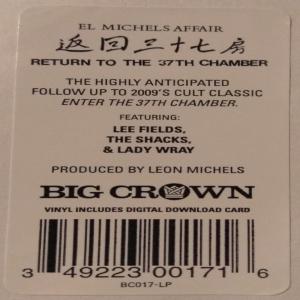 EL MICHELS AFFAIR
返回三十七房
RETURN TO THE 37TH CHAMBER
THE HIGHLY ANTICIPATED
FOLLOW UP TO 2009'S CULT CLASSIC
ENTER THE 37TH CHAMBER.
FEATURING:
LEE FIELDS,
THE SHACKS,
& LADY WRAY
PRODUCED BY LEON MICHELS
BIG CROWN
VINYL INCLUDES DIGITAL DOWNLOAD CARD
3 49223 00171 6
BC017-LP